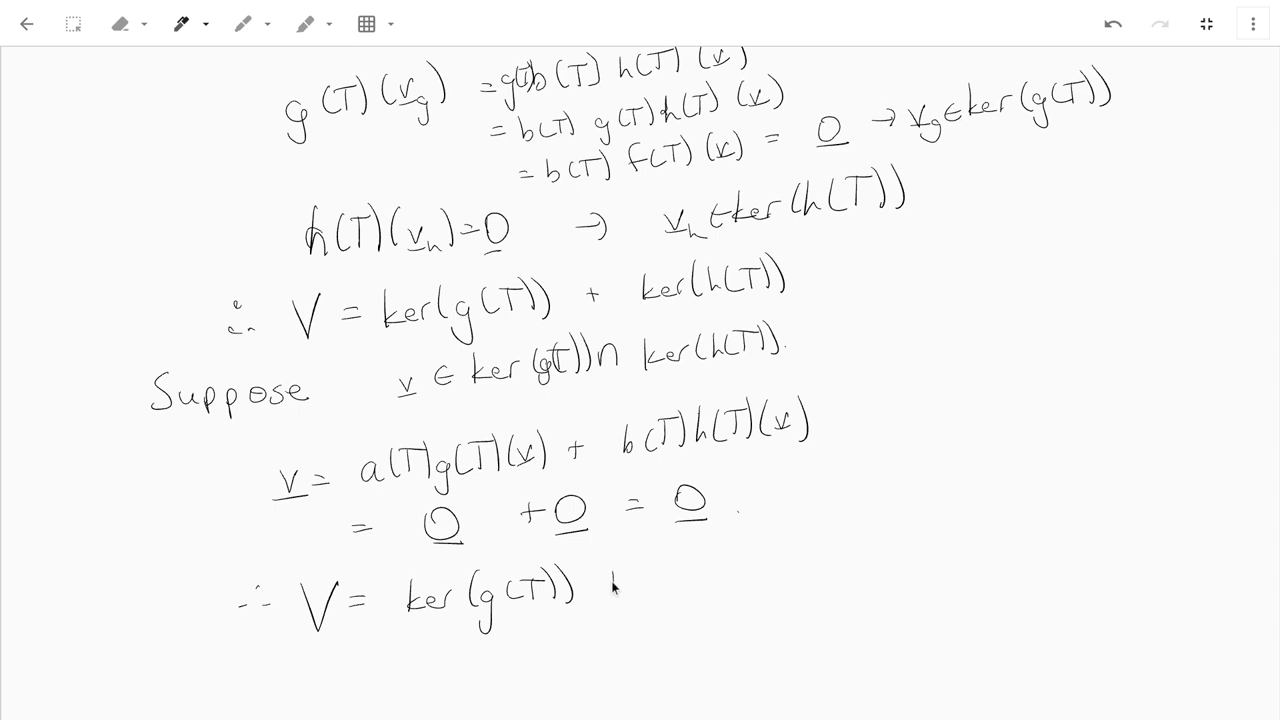 g(T)(v_g) = g(T)b(T) h(T) (v)
= b(T) g(T)h(T) (v)
= b(T) f(T) (v) = 0 → v_g ∈ ker(g(T))
h(T)(v_h) = 0 → v_h ∈ ker(h(T))
∴ V = ker(g(T)) + ker(h(T))
Suppose v ∈ ker(g(T)) ∩ ker(h(T)).
v = a(T)g(T)(v) + b(T)h(T)(v)
= 0 + 0 = 0.
∴ V = ker(g(T))